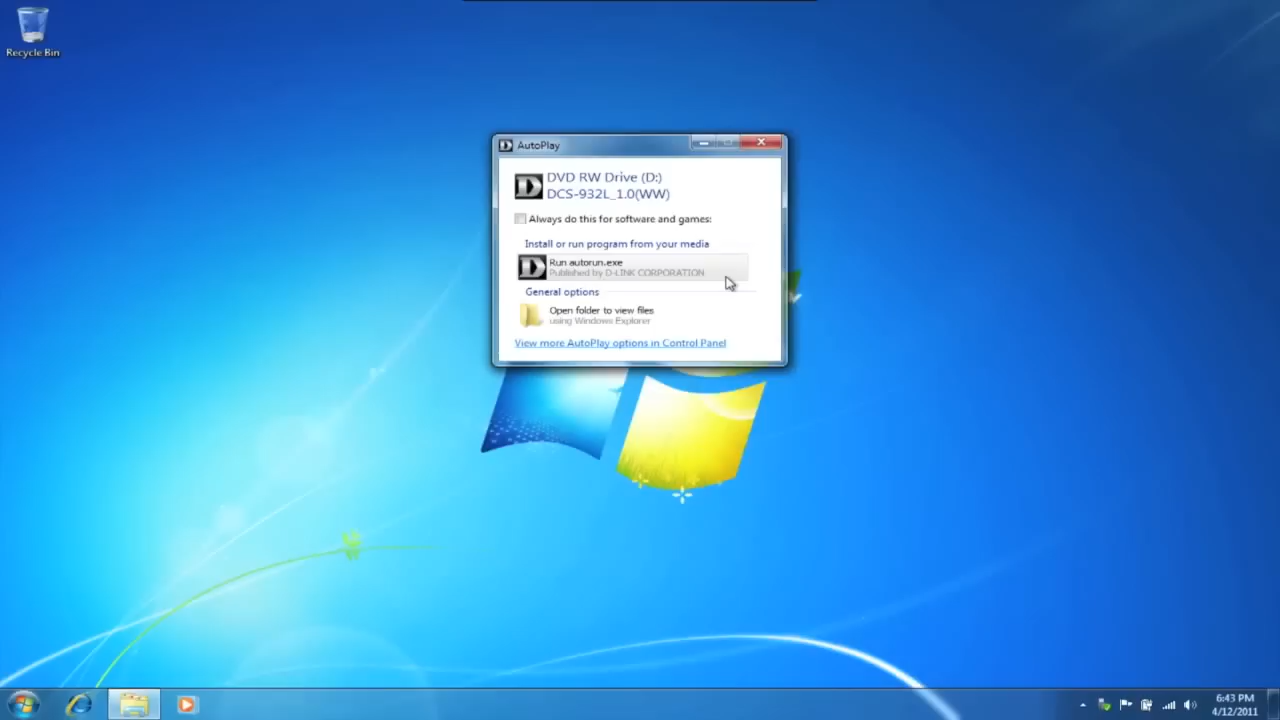 Recycle Bin
AutoPlay
DVD RW Drive (D:)
DCS-932L_1.0(WW)
Always do this for software and games:
Install or run program from your media
Run autorun.exe
Published by D-LINK CORPORATION
General options
Open folder to view files
using Windows Explorer
View more AutoPlay options in Control Panel
6:43 PM
4/12/2011